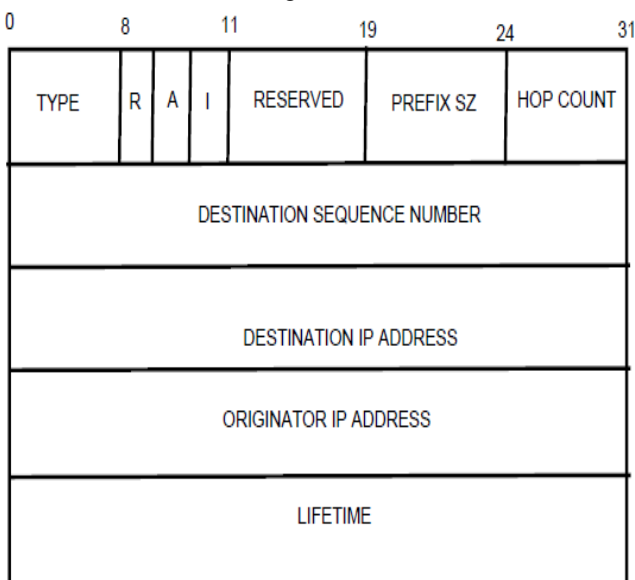 0 8 11 19 24 31
TYPE R A I RESERVED PREFIX SZ HOP COUNT
DESTINATION SEQUENCE NUMBER
DESTINATION IP ADDRESS
ORIGINATOR IP ADDRESS
LIFETIME